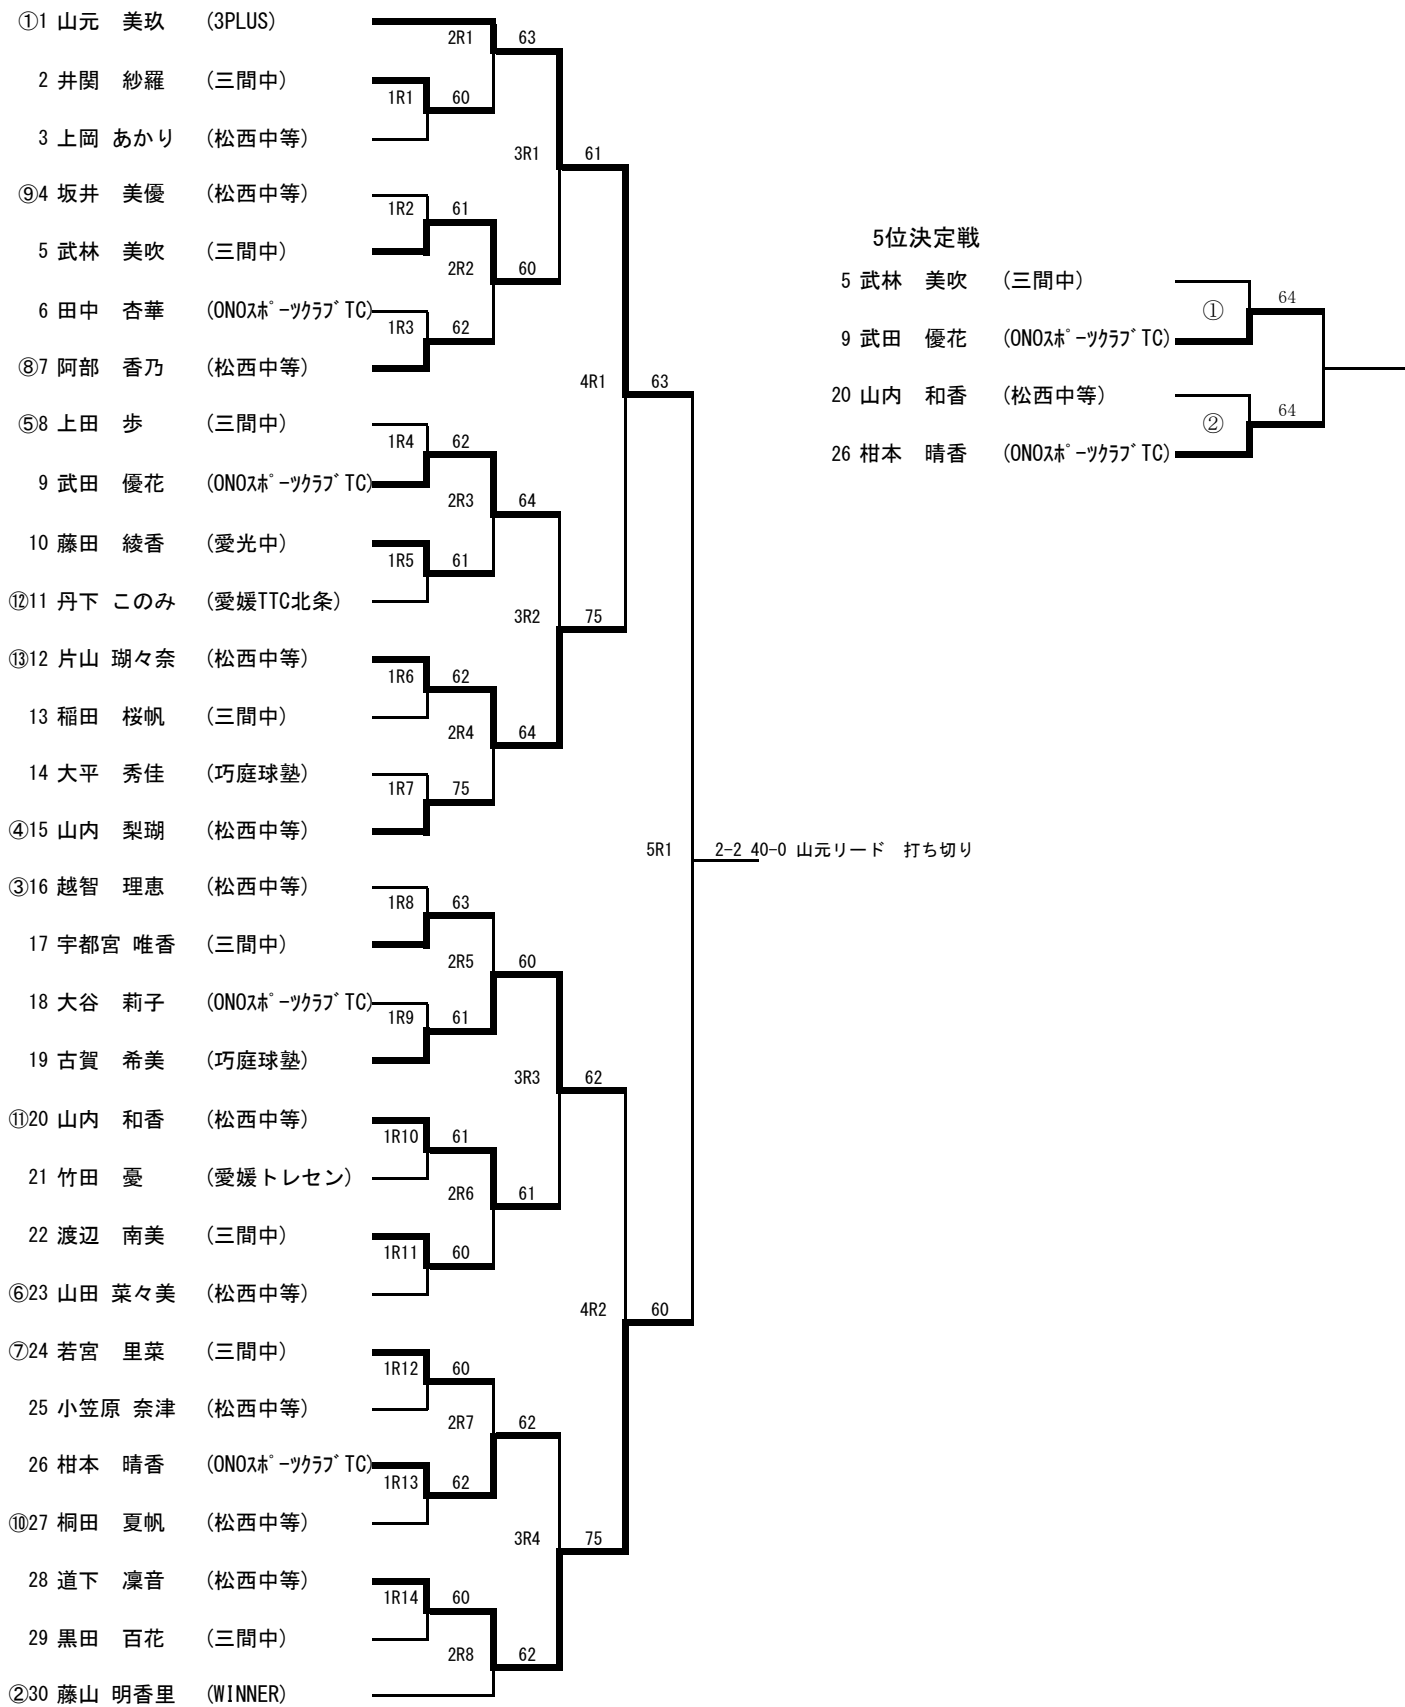 ①1 山元　美玖 (3PLUS)
2R1 63
2 井関　紗羅 (三間中)
1R1 60
3 上岡 あかり (松西中等)
3R1 61
⑨4 坂井　美優 (松西中等)
1R2 61
5 武林　美吹 (三間中)
2R2 60
6 田中　杏華 (ONOｽﾎﾟｰﾂｸﾗﾌﾞTC)
1R3 62
⑧7 阿部　香乃 (松西中等)
4R1 63
⑤8 上田　歩 (三間中)
1R4 62
9 武田　優花 (ONOｽﾎﾟｰﾂｸﾗﾌﾞTC)
2R3 64
10 藤田　綾香 (愛光中)
1R5 61
⑫11 丹下 このみ (愛媛TTC北条)
3R2 75
⑬12 片山 瑚々奈 (松西中等)
1R6 62
13 稲田　桜帆 (三間中)
2R4 64
14 大平　秀佳 (巧庭球塾)
1R7 75
④15 山内　梨瑚 (松西中等)
5R1 2-2 40-0 山元リード　打ち切り
③16 越智　理恵 (松西中等)
1R8 63
17 宇都宮 唯香 (三間中)
2R5 60
18 大谷　莉子 (ONOｽﾎﾟｰﾂｸﾗﾌﾞTC)
1R9 61
19 古賀　希美 (巧庭球塾)
3R3 62
⑪20 山内　和香 (松西中等)
1R10 61
21 竹田　憂 (愛媛トレセン)
2R6 61
22 渡辺　南美 (三間中)
1R11 60
⑥23 山田 菜々美 (松西中等)
4R2 60
⑦24 若宮　里菜 (三間中)
1R12 60
25 小笠原 奈津 (松西中等)
2R7 62
26 柑本　晴香 (ONOｽﾎﾟｰﾂｸﾗﾌﾞTC)
1R13 62
⑩27 桐田　夏帆 (松西中等)
3R4 75
28 道下　凜音 (松西中等)
1R14 60
29 黒田　百花 (三間中)
2R8 62
②30 藤山 明香里 (WINNER)
5位決定戦
5 武林　美吹 (三間中)
① 64
9 武田　優花 (ONOｽﾎﾟｰﾂｸﾗﾌﾞTC)
20 山内　和香 (松西中等)
② 64
26 柑本　晴香 (ONOｽﾎﾟｰﾂｸﾗﾌﾞTC)